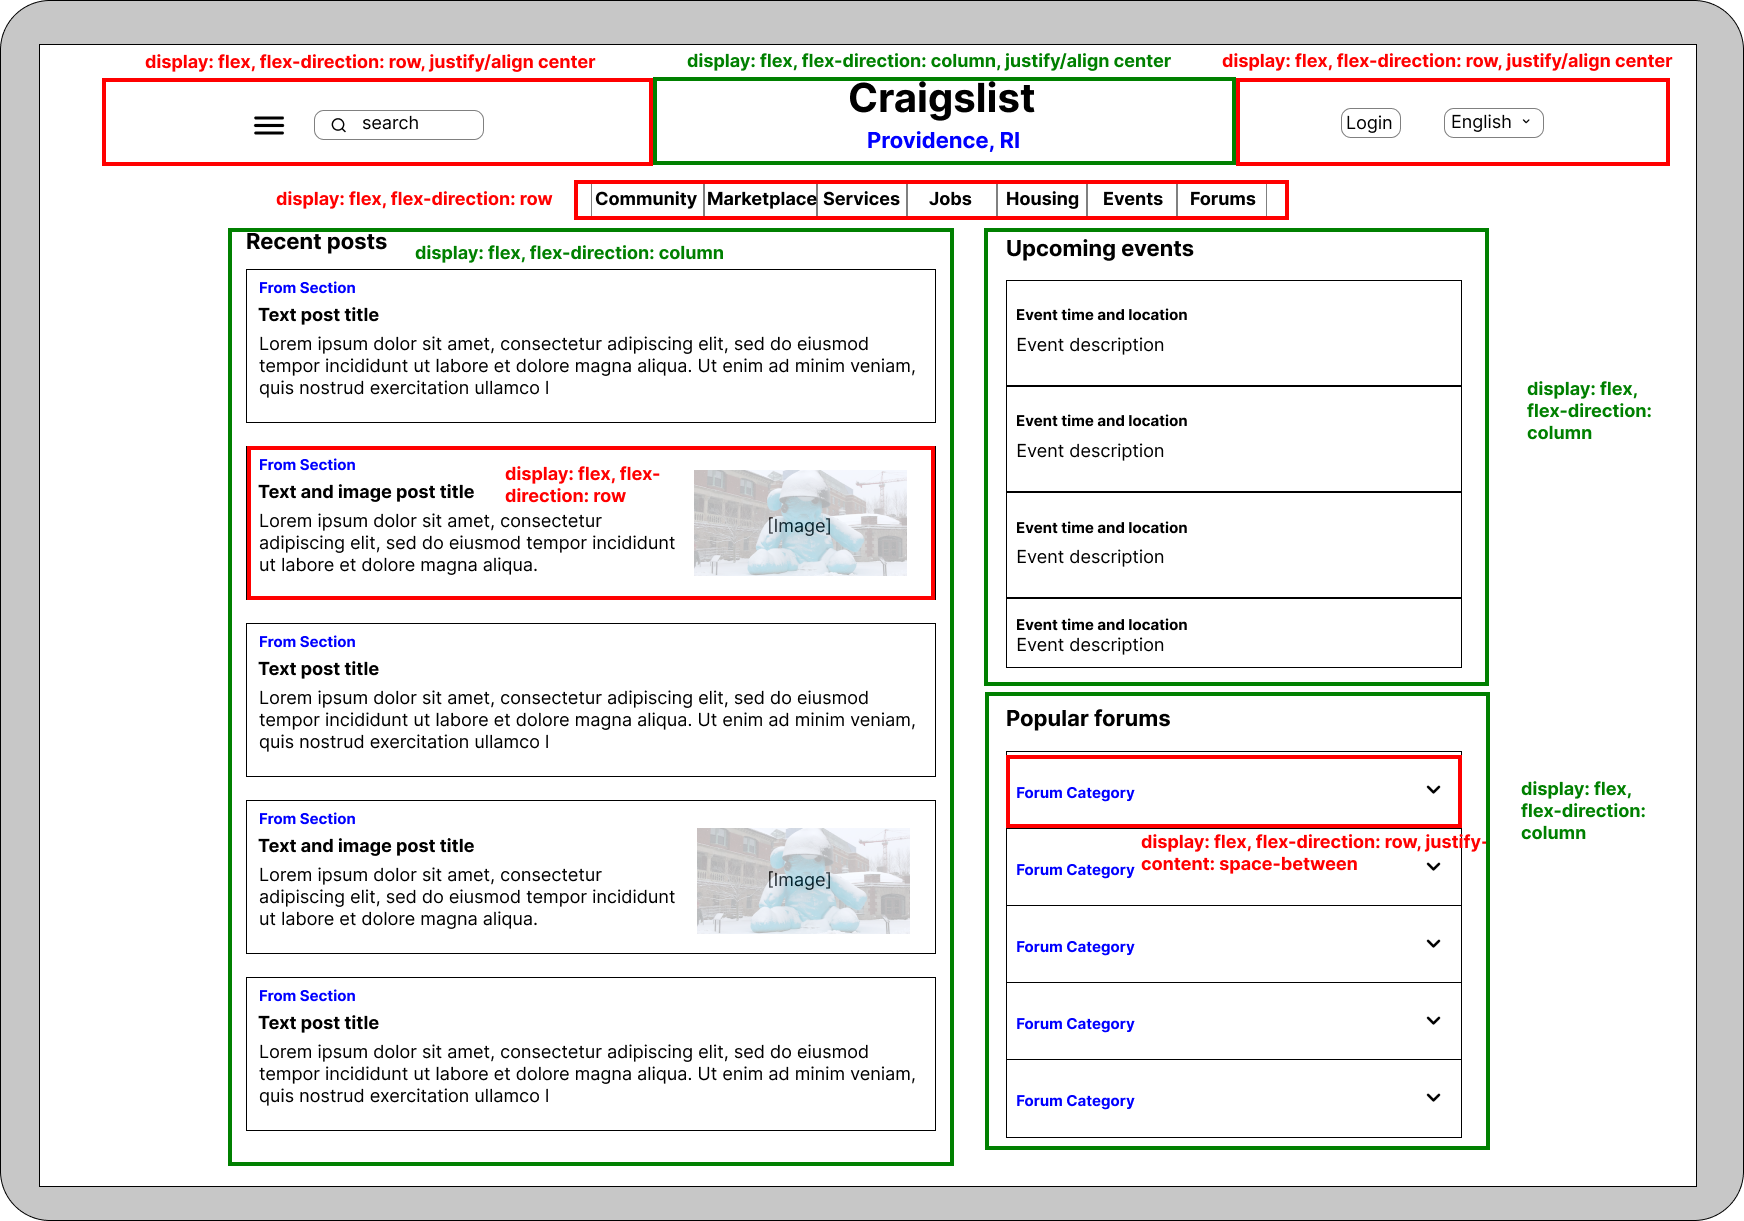 display: flex, flex-direction: row, justify/align center
display: flex, flex-direction: column, justify/align center
display: flex, flex-direction: row, justify/align center
search
Craigslist
Providence, RI
Login
English
display: flex, flex-direction: row
Community
Marketplace
Services
Jobs
Housing
Events
Forums
Recent posts
display: flex, flex-direction: column
From Section
Text post title
Lorem ipsum dolor sit amet, consectetur adipiscing elit, sed do eiusmod
tempor incididunt ut labore et dolore magna aliqua. Ut enim ad minim veniam,
quis nostrud exercitation ullamco l
From Section
Text and image post title
display: flex, flex-
direction: row
Lorem ipsum dolor sit amet, consectetur
adipiscing elit, sed do eiusmod tempor incididunt
ut labore et dolore magna aliqua.
[Image]
From Section
Text post title
Lorem ipsum dolor sit amet, consectetur adipiscing elit, sed do eiusmod
tempor incididunt ut labore et dolore magna aliqua. Ut enim ad minim veniam,
quis nostrud exercitation ullamco l
From Section
Text and image post title
Lorem ipsum dolor sit amet, consectetur
adipiscing elit, sed do eiusmod tempor incididunt
ut labore et dolore magna aliqua.
[Image]
From Section
Text post title
Lorem ipsum dolor sit amet, consectetur adipiscing elit, sed do eiusmod
tempor incididunt ut labore et dolore magna aliqua. Ut enim ad minim veniam,
quis nostrud exercitation ullamco l
Upcoming events
Event time and location
Event description
Event time and location
Event description
Event time and location
Event description
Event time and location
Event description
display: flex,
flex-direction:
column
Popular forums
Forum Category
display: flex, flex-direction: row, justify-
content: space-between
Forum Category
Forum Category
Forum Category
Forum Category
display: flex,
flex-direction:
column